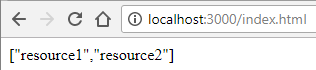 localhost:3000/index.html
["resource1","resource2"]